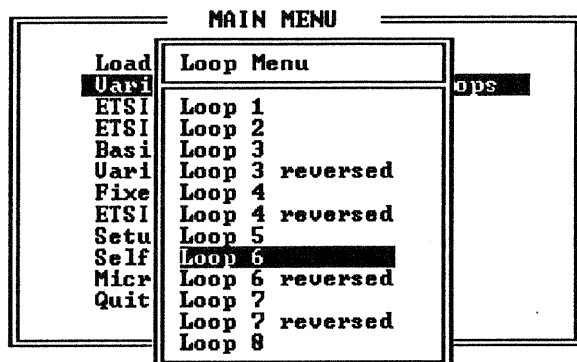 MAIN MENU
Load
Vari
ops
ETSI
ETSI
Basi
Vari
Fixe
ETSI
Setu
Self
Micr
Quit
Loop Menu
Loop 1
Loop 2
Loop 3
Loop 3 reversed
Loop 4
Loop 4 reversed
Loop 5
Loop 6
Loop 6 reversed
Loop 7
Loop 7 reversed
Loop 8